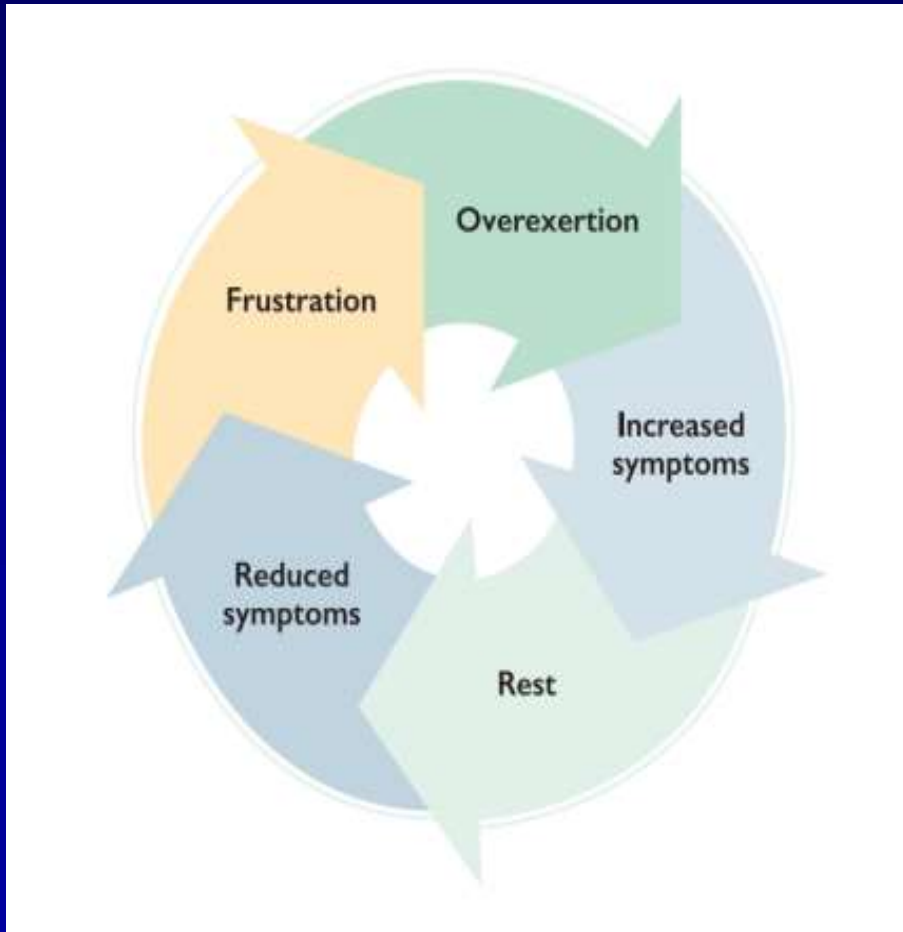 Overexertion
Increased
symptoms
Rest
Reduced
symptoms
Frustration